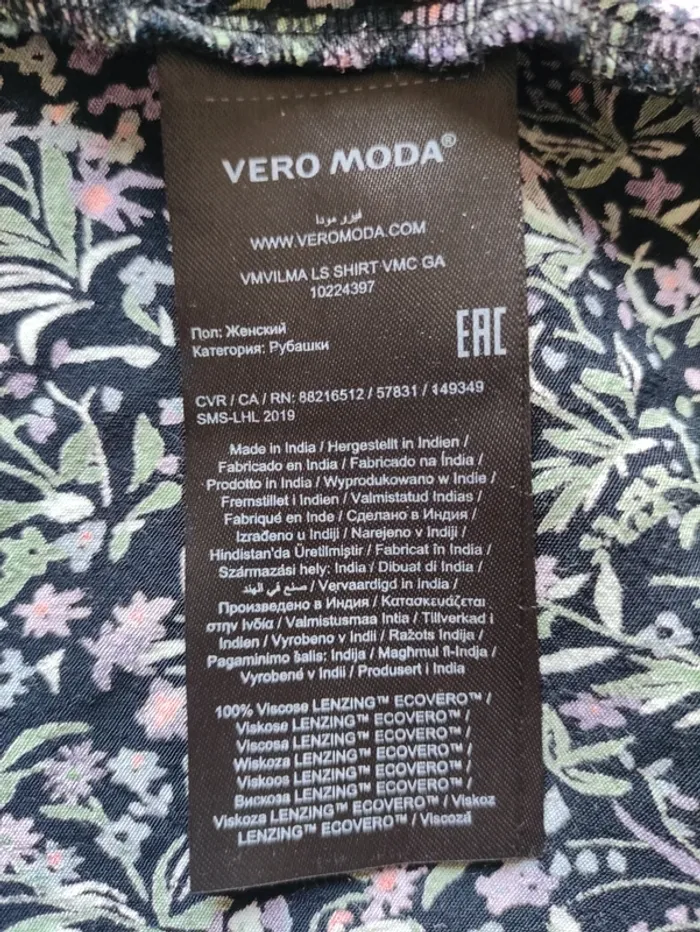 VERO MODA®
فيرو مودا
WWW.VEROMODA.COM
VMVILMA LS SHIRT VMC GA
10224397
Пол: Женский
Категория: Рубашки
EAC
CVR / CA / RN: 88216512 / 57831 / 149349
SMS-LHL 2019
Made in India / Hergestellt in Indien /
Fabricado en India / Fabricado na Índia /
Prodotto in India / Wyprodukowano w Indie /
Fremstillet i Indien / Valmistatud Indias /
Fabriqué en Inde / Сделано в Индия /
Izrađeno u Indiji / Narejeno v Indiji /
Hindistan'da Üretilmiştir / Fabricat în India /
Származási hely: India / Dibuat di India /
صنع في الهند / Vervaardigd in India /
Произведено в Индия / Κατασκευάζεται
στην Ινδία / Valmistusmaa Intia / Tillverkad i
Indien / Vyrobeno v Indii / Ražots Indija /
Pagaminimo šalis: Indija / Maghmul fl-Indja /
Vyrobené v Indii / Produsert i India
100% Viscose LENZING™ ECOVERO™ /
Viskose LENZING™ ECOVERO™ /
Viscosa LENZING™ ECOVERO™ /
Wiskoza LENZING™ ECOVERO™ /
Viskoos LENZING™ ECOVERO™ /
Вискоза LENZING™ ECOVERO™ /
Viskoza LENZING™ ECOVERO™ / Viskoz
LENZING™ ECOVERO™ / Viscoză